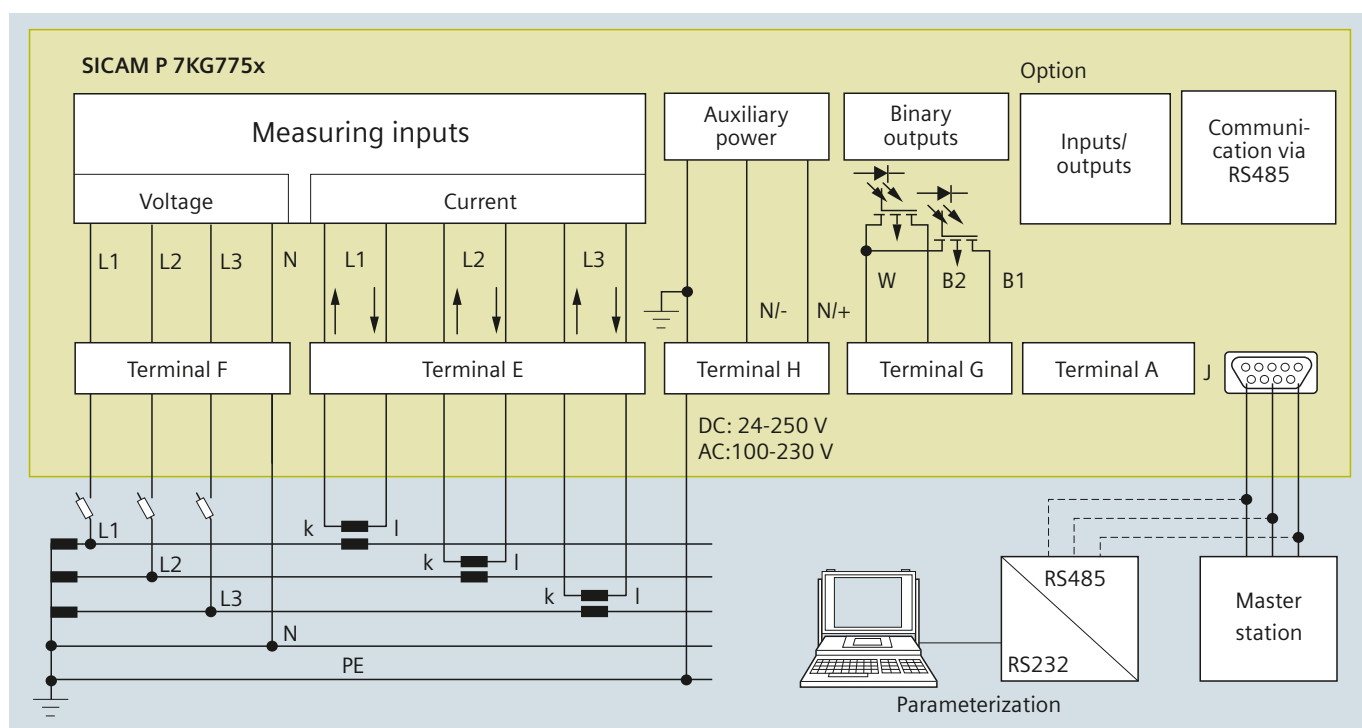 SICAM P 7KG775x
Option
Measuring inputs
Voltage
Current
Auxiliary
power
Binary
outputs
Inputs/
outputs
Communi-
cation via
RS485
L1
L2
L3
N
L1
L2
L3
N/-
N/+
W
B2
B1
Terminal F
Terminal E
Terminal H
Terminal G
Terminal A
J
DC: 24-250 V
AC:100-230 V
L1
k
l
L2
k
l
L3
k
l
N
PE
RS485
RS232
Master
station
Parameterization